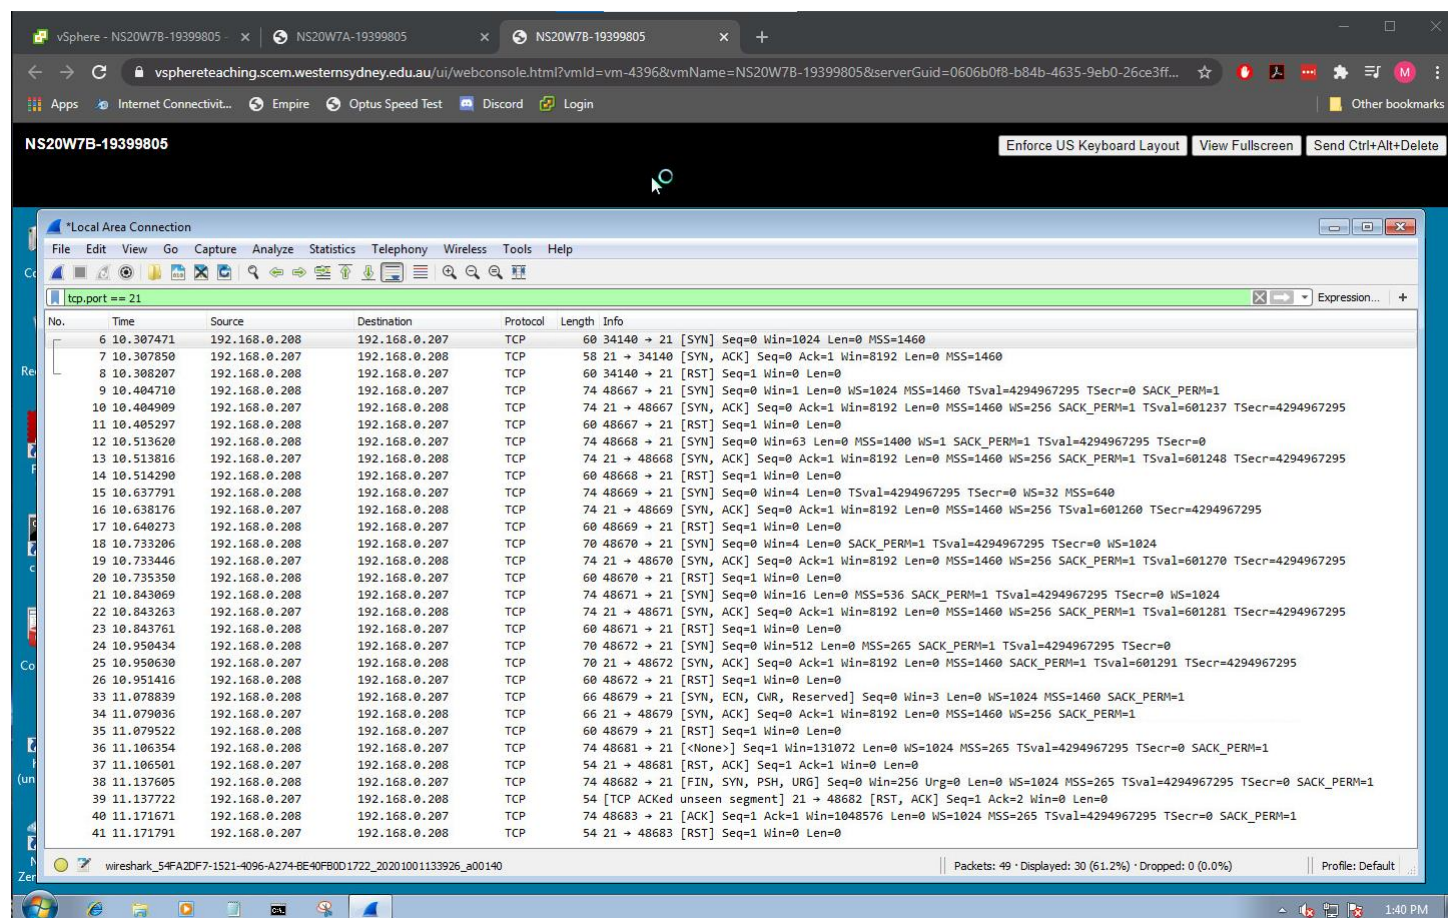 vSphere - NS20W7B-19399805 - NS20W7A-19399805 NS20W7B-19399805
vsphereteaching.scem.westernsydney.edu.au/ui/webconsole.html?vmId=vm-4396&vmName=NS20W7B-19399805&serverGuid=0606b0f8-b84b-4635-9eb0-26ce3ff... M
Apps Internet Connectivit... Empire Optus Speed Test Discord Login Other bookmarks
NS20W7B-19399805 Enforce US Keyboard Layout View Fullscreen Send Ctrl+Alt+Delete
*Local Area Connection
File Edit View Go Capture Analyze Statistics Telephony Wireless Tools Help
tcp.port == 21 Expression... +
No. Time Source Destination Protocol Length Info
6 10.307471 192.168.0.208 192.168.0.207 TCP 60 34140 → 21 [SYN] Seq=0 Win=1024 Len=0 MSS=1460
7 10.307850 192.168.0.207 192.168.0.208 TCP 58 21 → 34140 [SYN, ACK] Seq=0 Ack=1 Win=8192 Len=0 MSS=1460
8 10.308207 192.168.0.208 192.168.0.207 TCP 60 34140 → 21 [RST] Seq=1 Win=0 Len=0
9 10.404710 192.168.0.208 192.168.0.207 TCP 74 48667 → 21 [SYN] Seq=0 Win=1 Len=0 WS=1024 MSS=1460 TSval=4294967295 TSecr=0 SACK_PERM=1
10 10.404909 192.168.0.207 192.168.0.208 TCP 74 21 → 48667 [SYN, ACK] Seq=0 Ack=1 Win=8192 Len=0 MSS=1460 WS=256 SACK_PERM=1 TSval=601237 TSecr=4294967295
11 10.405297 192.168.0.208 192.168.0.207 TCP 60 48667 → 21 [RST] Seq=1 Win=0 Len=0
12 10.513620 192.168.0.208 192.168.0.207 TCP 74 48668 → 21 [SYN] Seq=0 Win=63 Len=0 MSS=1400 WS=1 SACK_PERM=1 TSval=4294967295 TSecr=0
13 10.513816 192.168.0.207 192.168.0.208 TCP 74 21 → 48668 [SYN, ACK] Seq=0 Ack=1 Win=8192 Len=0 MSS=1460 WS=256 SACK_PERM=1 TSval=601248 TSecr=4294967295
14 10.514290 192.168.0.208 192.168.0.207 TCP 60 48668 → 21 [RST] Seq=1 Win=0 Len=0
15 10.637791 192.168.0.208 192.168.0.207 TCP 74 48669 → 21 [SYN] Seq=0 Win=4 Len=0 TSval=4294967295 TSecr=0 WS=32 MSS=640
16 10.638176 192.168.0.207 192.168.0.208 TCP 74 21 → 48669 [SYN, ACK] Seq=0 Ack=1 Win=8192 Len=0 MSS=1460 WS=256 TSval=601260 TSecr=4294967295
17 10.640273 192.168.0.208 192.168.0.207 TCP 60 48669 → 21 [RST] Seq=1 Win=0 Len=0
18 10.733206 192.168.0.208 192.168.0.207 TCP 70 48670 → 21 [SYN] Seq=0 Win=4 Len=0 SACK_PERM=1 TSval=4294967295 TSecr=0 WS=1024
19 10.733446 192.168.0.207 192.168.0.208 TCP 74 21 → 48670 [SYN, ACK] Seq=0 Ack=1 Win=8192 Len=0 MSS=1460 WS=256 SACK_PERM=1 TSval=601270 TSecr=4294967295
20 10.735350 192.168.0.208 192.168.0.207 TCP 60 48670 → 21 [RST] Seq=1 Win=0 Len=0
21 10.843069 192.168.0.208 192.168.0.207 TCP 74 48671 → 21 [SYN] Seq=0 Win=16 Len=0 MSS=536 SACK_PERM=1 TSval=4294967295 TSecr=0 WS=1024
22 10.843263 192.168.0.207 192.168.0.208 TCP 74 21 → 48671 [SYN, ACK] Seq=0 Ack=1 Win=8192 Len=0 MSS=1460 WS=256 SACK_PERM=1 TSval=601281 TSecr=4294967295
23 10.843761 192.168.0.208 192.168.0.207 TCP 60 48671 → 21 [RST] Seq=1 Win=0 Len=0
24 10.950434 192.168.0.208 192.168.0.207 TCP 70 48672 → 21 [SYN] Seq=0 Win=512 Len=0 MSS=265 SACK_PERM=1 TSval=4294967295 TSecr=0
25 10.950630 192.168.0.207 192.168.0.208 TCP 70 21 → 48672 [SYN, ACK] Seq=0 Ack=1 Win=8192 Len=0 MSS=1460 SACK_PERM=1 TSval=601291 TSecr=4294967295
26 10.951416 192.168.0.208 192.168.0.207 TCP 60 48672 → 21 [RST] Seq=1 Win=0 Len=0
33 11.078839 192.168.0.208 192.168.0.207 TCP 66 48679 → 21 [SYN, ECN, CWR, Reserved] Seq=0 Win=3 Len=0 WS=1024 MSS=1460 SACK_PERM=1
34 11.079036 192.168.0.207 192.168.0.208 TCP 66 21 → 48679 [SYN, ACK] Seq=0 Ack=1 Win=8192 Len=0 MSS=1460 WS=256 SACK_PERM=1
35 11.079522 192.168.0.208 192.168.0.207 TCP 60 48679 → 21 [RST] Seq=1 Win=0 Len=0
36 11.106354 192.168.0.208 192.168.0.207 TCP 74 48681 → 21 [<None>] Seq=1 Win=131072 Len=0 WS=1024 MSS=265 TSval=4294967295 TSecr=0 SACK_PERM=1
37 11.106501 192.168.0.207 192.168.0.208 TCP 54 21 → 48681 [RST, ACK] Seq=1 Ack=1 Win=0 Len=0
38 11.137605 192.168.0.208 192.168.0.207 TCP 74 48682 → 21 [FIN, SYN, PSH, URG] Seq=0 Win=256 Urg=0 Len=0 WS=1024 MSS=265 TSval=4294967295 TSecr=0 SACK_PERM=1
39 11.137722 192.168.0.207 192.168.0.208 TCP 54 [TCP ACKed unseen segment] 21 → 48682 [RST, ACK] Seq=1 Ack=2 Win=0 Len=0
40 11.171671 192.168.0.208 192.168.0.207 TCP 74 48683 → 21 [ACK] Seq=1 Ack=1 Win=1048576 Len=0 WS=1024 MSS=265 TSval=4294967295 TSecr=0 SACK_PERM=1
41 11.171791 192.168.0.207 192.168.0.208 TCP 54 21 → 48683 [RST] Seq=1 Win=0 Len=0
wireshark_54FA2DF7-1521-4096-A274-BE40FB0D1722_20201001133926_a00140 Packets: 49 · Displayed: 30 (61.2%) · Dropped: 0 (0.0%) Profile: Default
1:40 PM